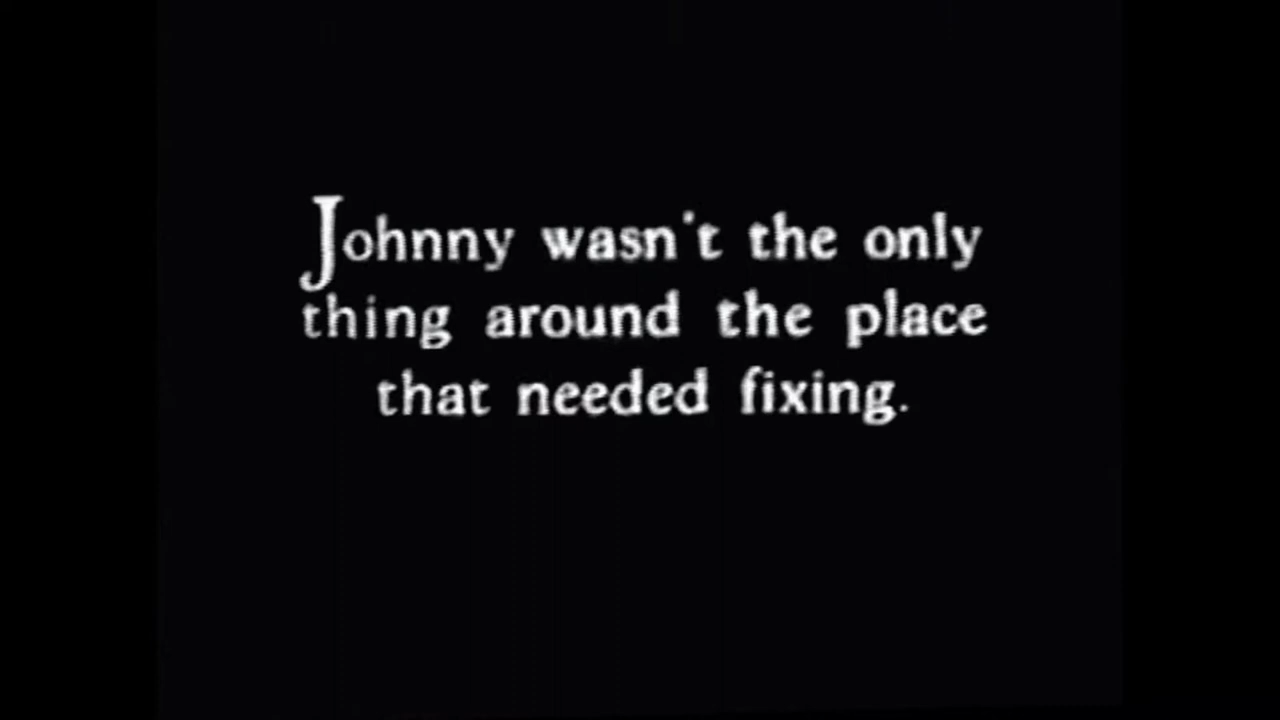 Johnny wasn't the only
thing around the place
that needed fixing.